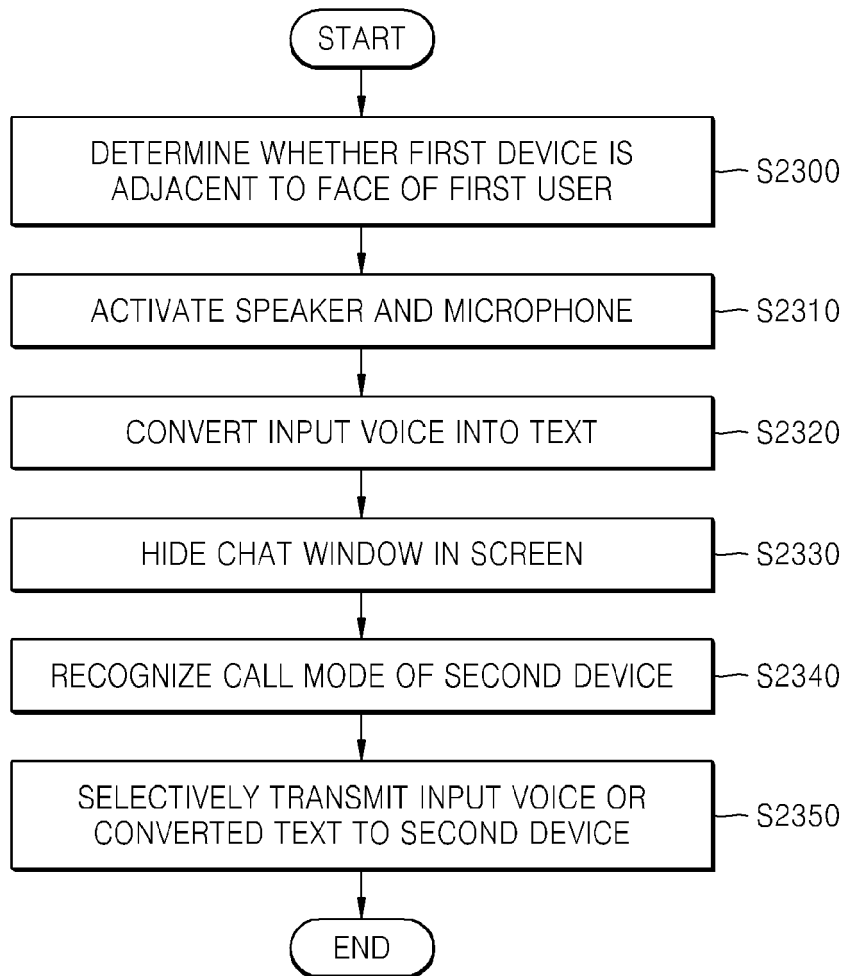 START
DETERMINE WHETHER FIRST DEVICE IS
ADJACENT TO FACE OF FIRST USER
S2300
ACTIVATE SPEAKER AND MICROPHONE
S2310
CONVERT INPUT VOICE INTO TEXT
S2320
HIDE CHAT WINDOW IN SCREEN
S2330
RECOGNIZE CALL MODE OF SECOND DEVICE
S2340
SELECTIVELY TRANSMIT INPUT VOICE OR
CONVERTED TEXT TO SECOND DEVICE
S2350
END